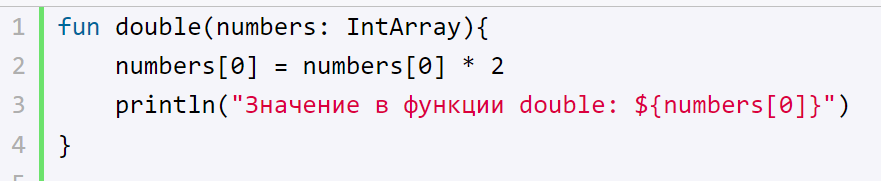 1 fun double(numbers: IntArray){
2     numbers[0] = numbers[0] * 2
3     println("Значение в функции double: ${numbers[0]}")
4 }
5